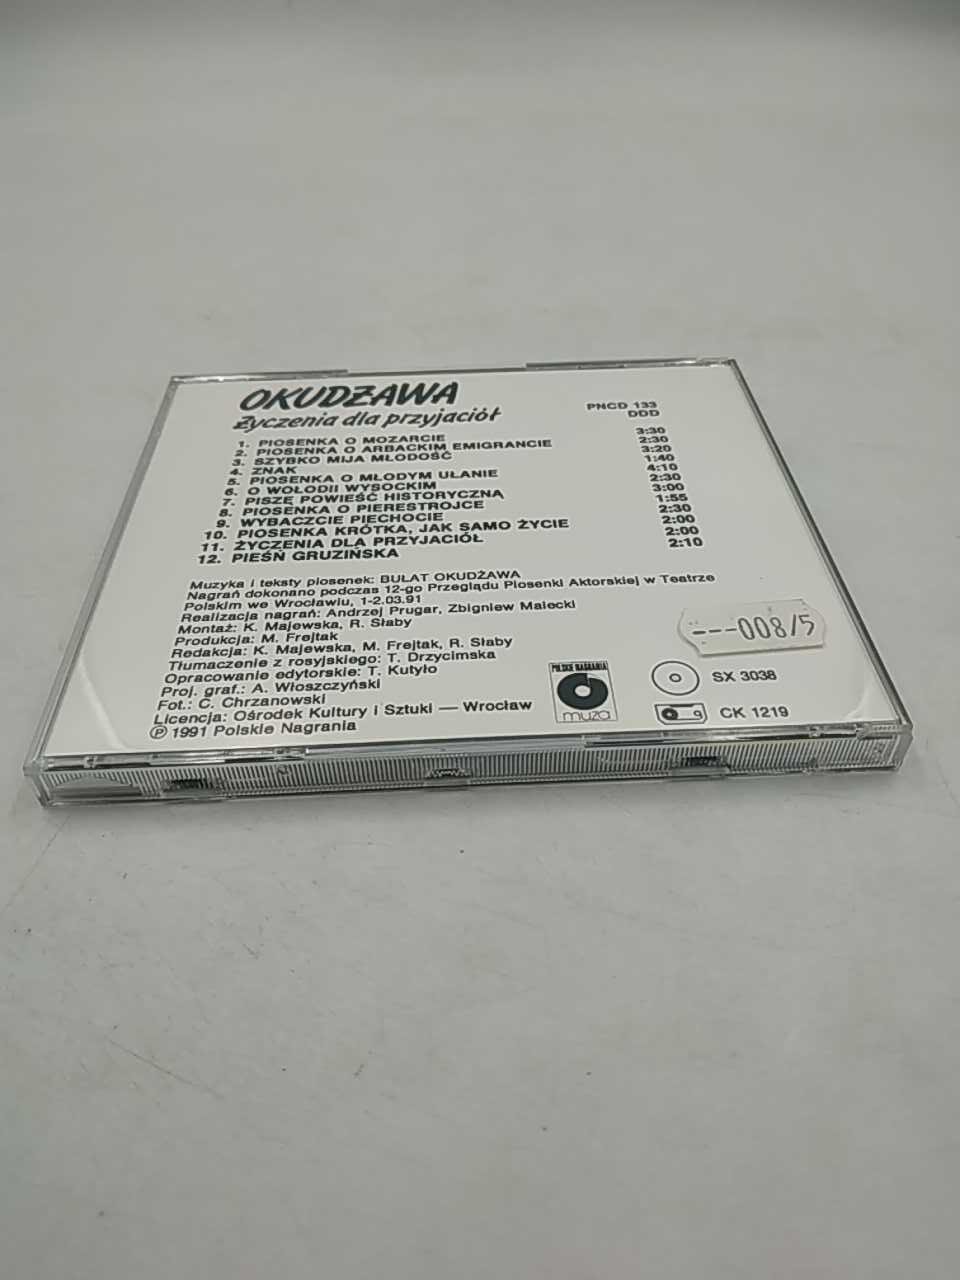 OKUDŻAWA
Życzenia dla przyjaciół
PNCD 133
DDD
1. PIOSENKA O MOZARCIE 3:30
2. PIOSENKA O ARBACKIM EMIGRANCIE 2:30
3. SZYBKO MIJA MŁODOŚĆ 3:20
4. ZNAK 1:40
5. PIOSENKA O MŁODYM UŁANIE 4:10
6. O WOŁODII WYSOCKIM 2:30
7. PISZĘ POWIEŚĆ HISTORYCZNĄ 3:00
8. PIOSENKA O PIERESTROJCE 1:55
9. WYBACZCIE PIECHOCIE 2:30
10. PIOSENKA KRÓTKA, JAK SAMO ŻYCIE 2:00
11. ŻYCZENIA DLA PRZYJACIÓŁ 2:00
12. PIEŚŃ GRUZIŃSKA 2:10
Muzyka i teksty piosenek: BUŁAT OKUDŻAWA
Nagrań dokonano podczas 12-go Przeglądu Piosenki Aktorskiej w Teatrze
Polskim we Wrocławiu, 1-2.03.91
Realizacja nagrań: Andrzej Prugar, Zbigniew Malecki
Montaż: K. Majewska, R. Słaby
Produkcja: M. Frejtak
Redakcja: K. Majewska, M. Frejtak, R. Słaby
Tłumaczenie z rosyjskiego: T. Drzycimska
Opracowanie edytorskie: T. Kutyło
Proj. graf.: A. Włoszczyński
Fot.: C. Chrzanowski
Licencja: Ośrodek Kultury i Sztuki — Wrocław
Ⓟ 1991 Polskie Nagrania
POLSKIE NAGRANIA
muza
---008/5
SX 3038
CK 1219